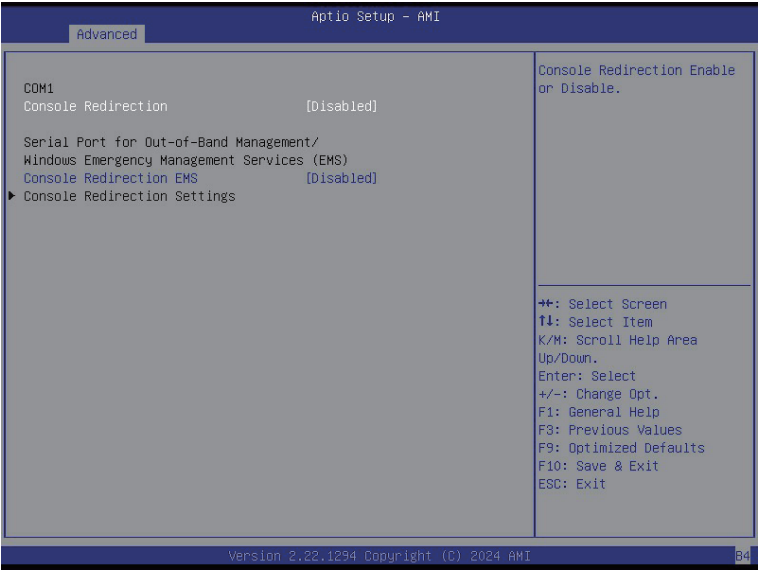 Aptio Setup – AMI
Advanced
COM1
Console Redirection [Disabled]
Serial Port for Out-of-Band Management/
Windows Emergency Management Services (EMS)
Console Redirection EMS [Disabled]
► Console Redirection Settings
Console Redirection Enable
or Disable.
→←: Select Screen
↑↓: Select Item
K/M: Scroll Help Area
Up/Down.
Enter: Select
+/-: Change Opt.
F1: General Help
F3: Previous Values
F9: Optimized Defaults
F10: Save & Exit
ESC: Exit
Version 2.22.1294 Copyright (C) 2024 AMI
B4